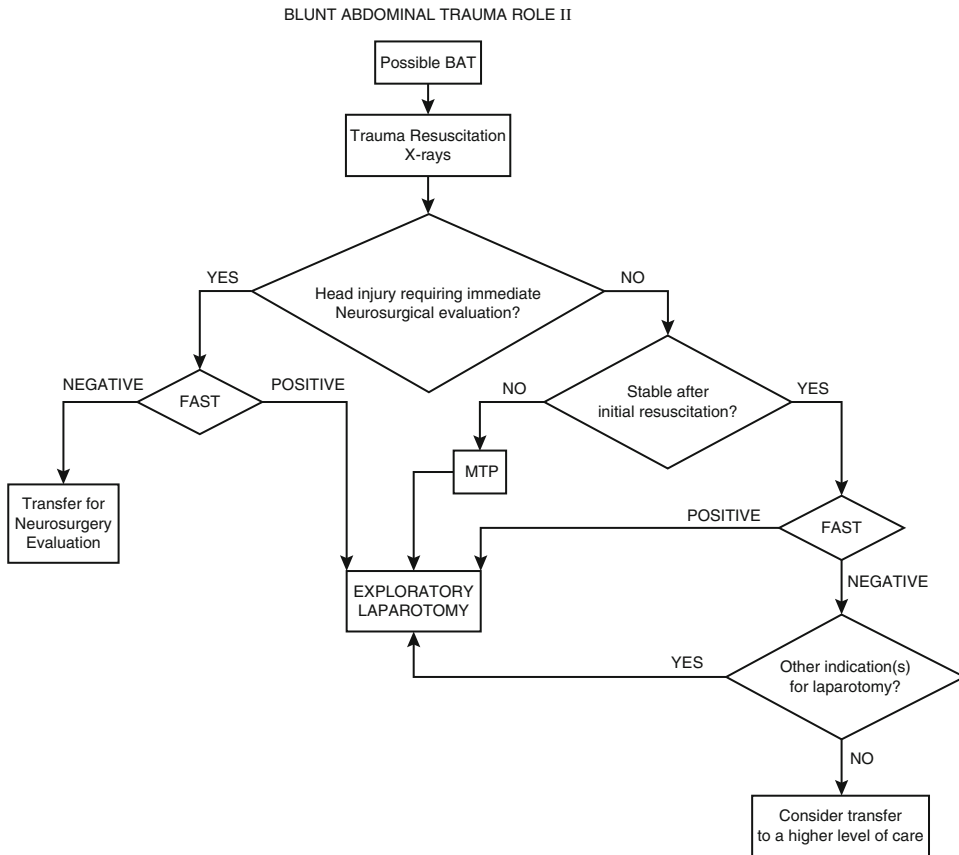 BLUNT ABDOMINAL TRAUMA ROLE II
Possible BAT
Trauma Resuscitation
X-rays
YES
NO
Head injury requiring immediate
Neurosurgical evaluation?
NEGATIVE
FAST
POSITIVE
NO
Stable after
initial resuscitation?
YES
MTP
Transfer for
Neurosurgery
Evaluation
POSITIVE
FAST
NEGATIVE
EXPLORATORY
LAPAROTOMY
YES
Other indication(s)
for laparotomy?
NO
Consider transfer
to a higher level of care